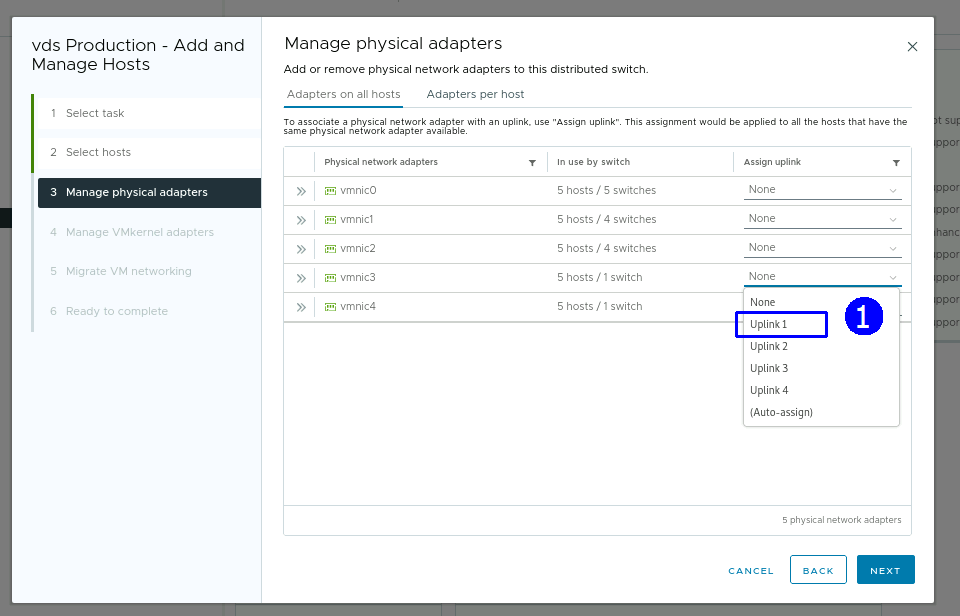 vds Production - Add and
Manage Hosts
1 Select task
2 Select hosts
3 Manage physical adapters
4 Manage VMkernel adapters
5 Migrate VM networking
6 Ready to complete
Manage physical adapters
Add or remove physical network adapters to this distributed switch.
Adapters on all hosts Adapters per host
To associate a physical network adapter with an uplink, use "Assign uplink". This assignment would be applied to all the hosts that have the
same physical network adapter available.
Physical network adapters In use by switch Assign uplink
vmnic0 5 hosts / 5 switches None
vmnic1 5 hosts / 4 switches None
vmnic2 5 hosts / 4 switches None
vmnic3 5 hosts / 1 switch None
vmnic4 5 hosts / 1 switch
None
Uplink 1
1
Uplink 2
Uplink 3
Uplink 4
(Auto-assign)
5 physical network adapters
CANCEL BACK NEXT